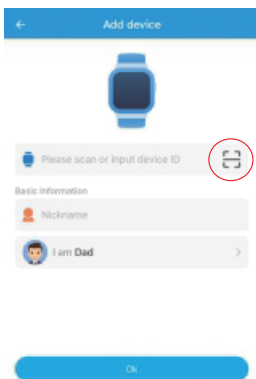 Add device
Please scan or input device ID
Basic Information
Nickname
I am Dad
Ok